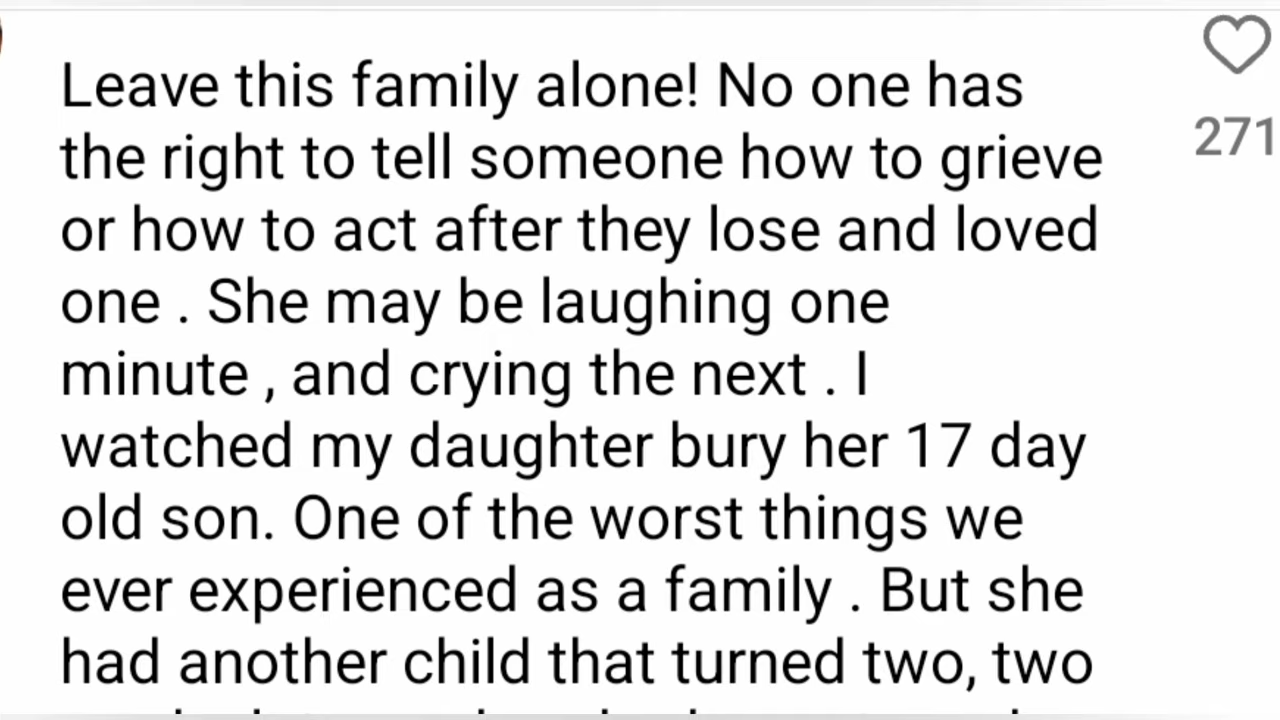 Leave this family alone! No one has
the right to tell someone how to grieve
or how to act after they lose and loved
one . She may be laughing one
minute , and crying the next . I
watched my daughter bury her 17 day
old son. One of the worst things we
ever experienced as a family . But she
had another child that turned two, two
271